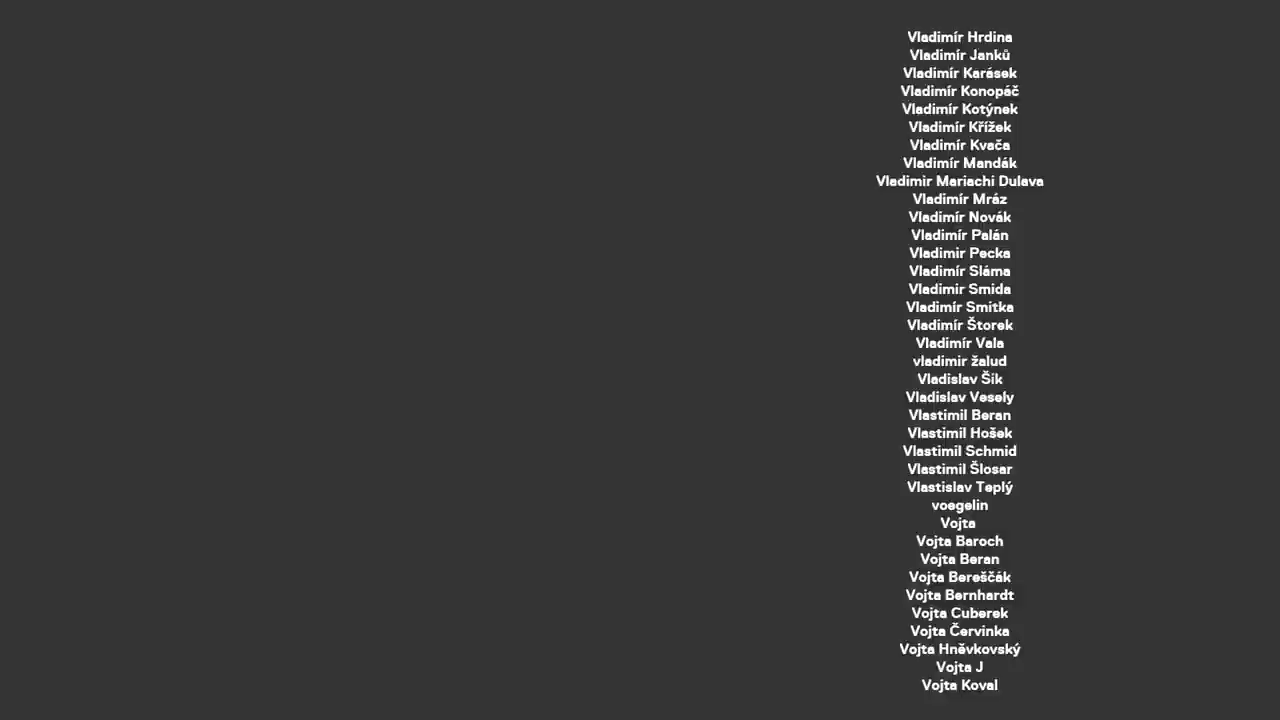 Vladimír Hrdina
Vladimír Janků
Vladimír Karásek
Vladimír Konopáč
Vladimír Kotýnek
Vladimír Křížek
Vladimír Kvača
Vladimír Mandák
Vladimir Mariachi Dulava
Vladimír Mráz
Vladimír Novák
Vladimír Palán
Vladimir Pecka
Vladimír Sláma
Vladimir Smida
Vladimír Smitka
Vladimír Štorek
Vladimír Vala
vladimir žalud
Vladislav Šik
Vladislav Vesely
Vlastimil Beran
Vlastimil Hošek
Vlastimil Schmid
Vlastimil Šlosar
Vlastislav Teplý
voegelin
Vojta
Vojta Baroch
Vojta Beran
Vojta Bereščák
Vojta Bernhardt
Vojta Cuberek
Vojta Červinka
Vojta Hněvkovský
Vojta J
Vojta Koval